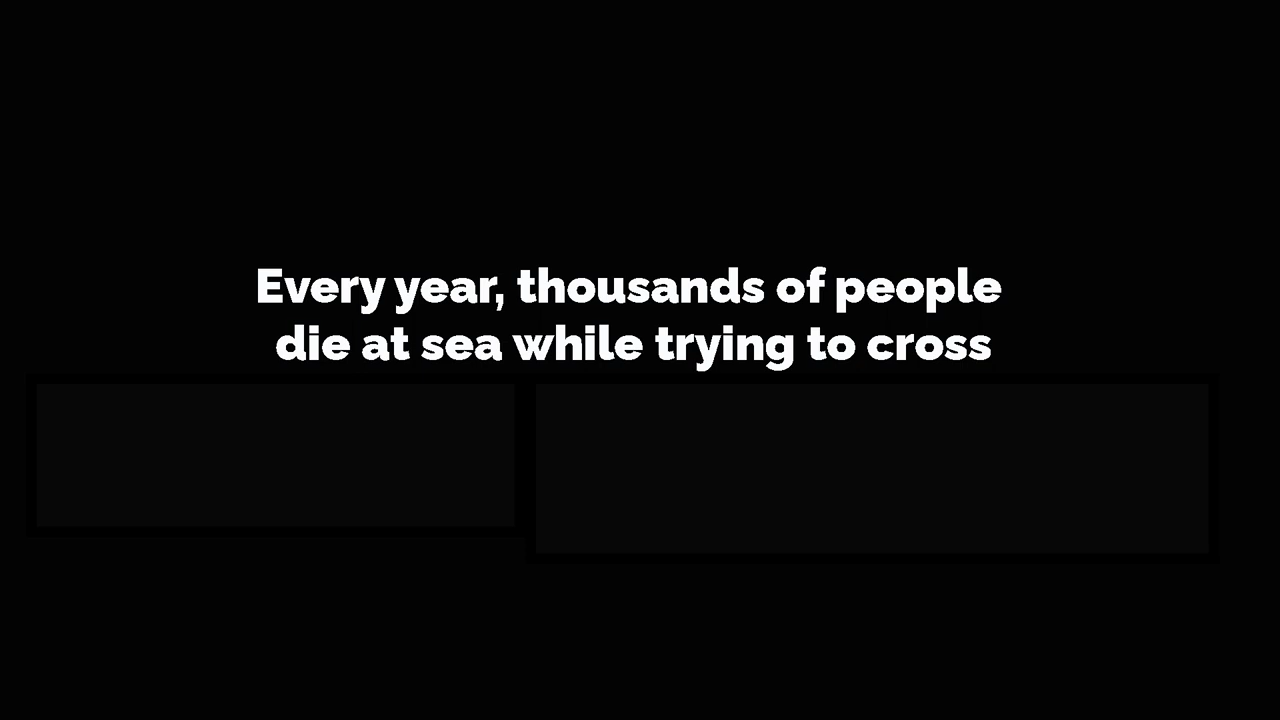 Every year, thousands of people
die at sea while trying to cross